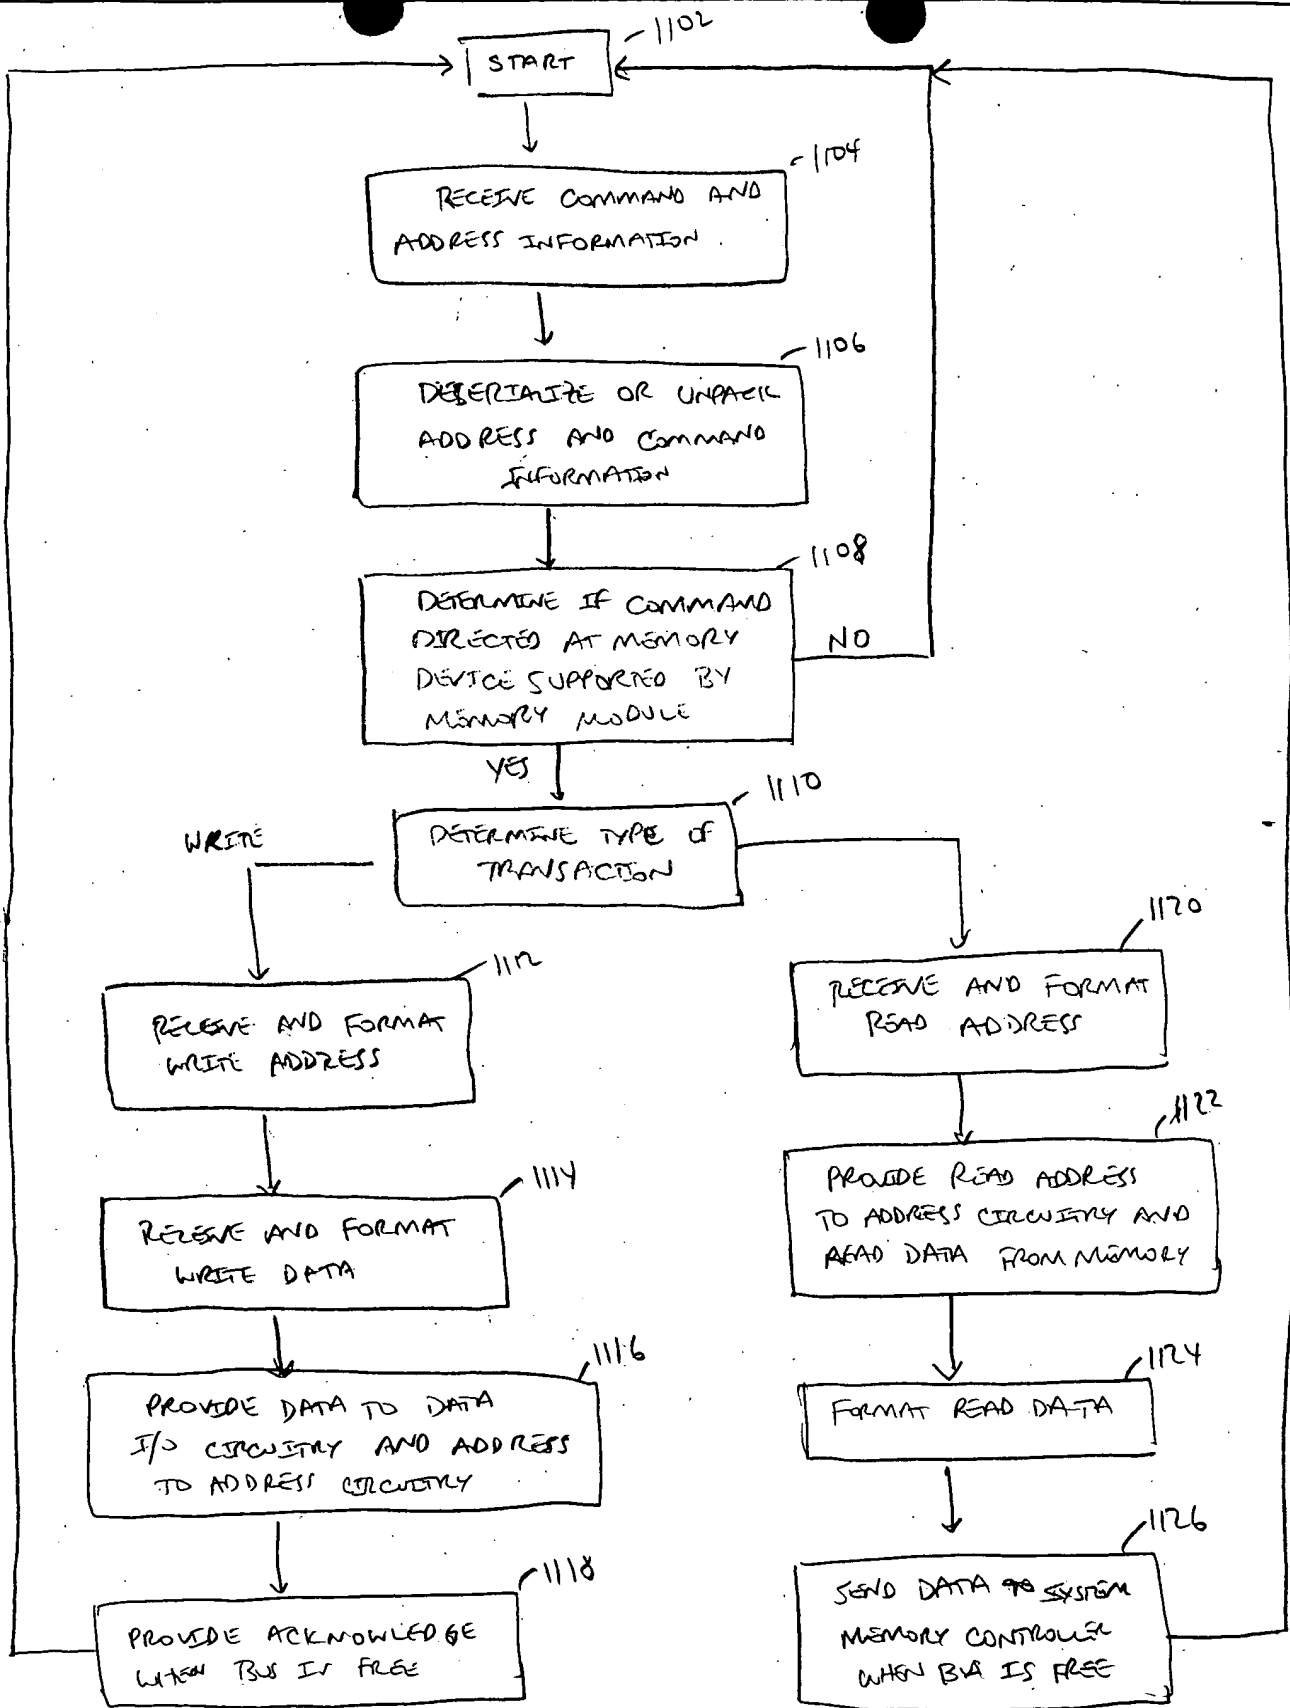 1102
START
1104
RECEIVE COMMAND AND
ADDRESS INFORMATION.
1106
DESERIALIZE OR UNPACK
ADDRESS AND COMMAND
INFORMATION
1108
DETERMINE IF COMMAND
DIRECTED AT MEMORY
DEVICE SUPPORTED BY
MEMORY MODULE
NO
YES
1110
DETERMINE TYPE OF
TRANSACTION
WRITE
1112
RECEIVE AND FORMAT
WRITE ADDRESS
1114
RECEIVE AND FORMAT
WRITE DATA
1116
PROVIDE DATA TO DATA
I/O CIRCUITRY AND ADDRESS
TO ADDRESS CIRCUITRY
1118
PROVIDE ACKNOWLEDGE
WHEN BUS IS FREE
1120
RECEIVE AND FORMAT
READ ADDRESS
1122
PROVIDE READ ADDRESS
TO ADDRESS CIRCUITRY AND
READ DATA FROM MEMORY
1124
FORMAT READ DATA
1126
SEND DATA TO SYSTEM
MEMORY CONTROLLER
WHEN BUS IS FREE